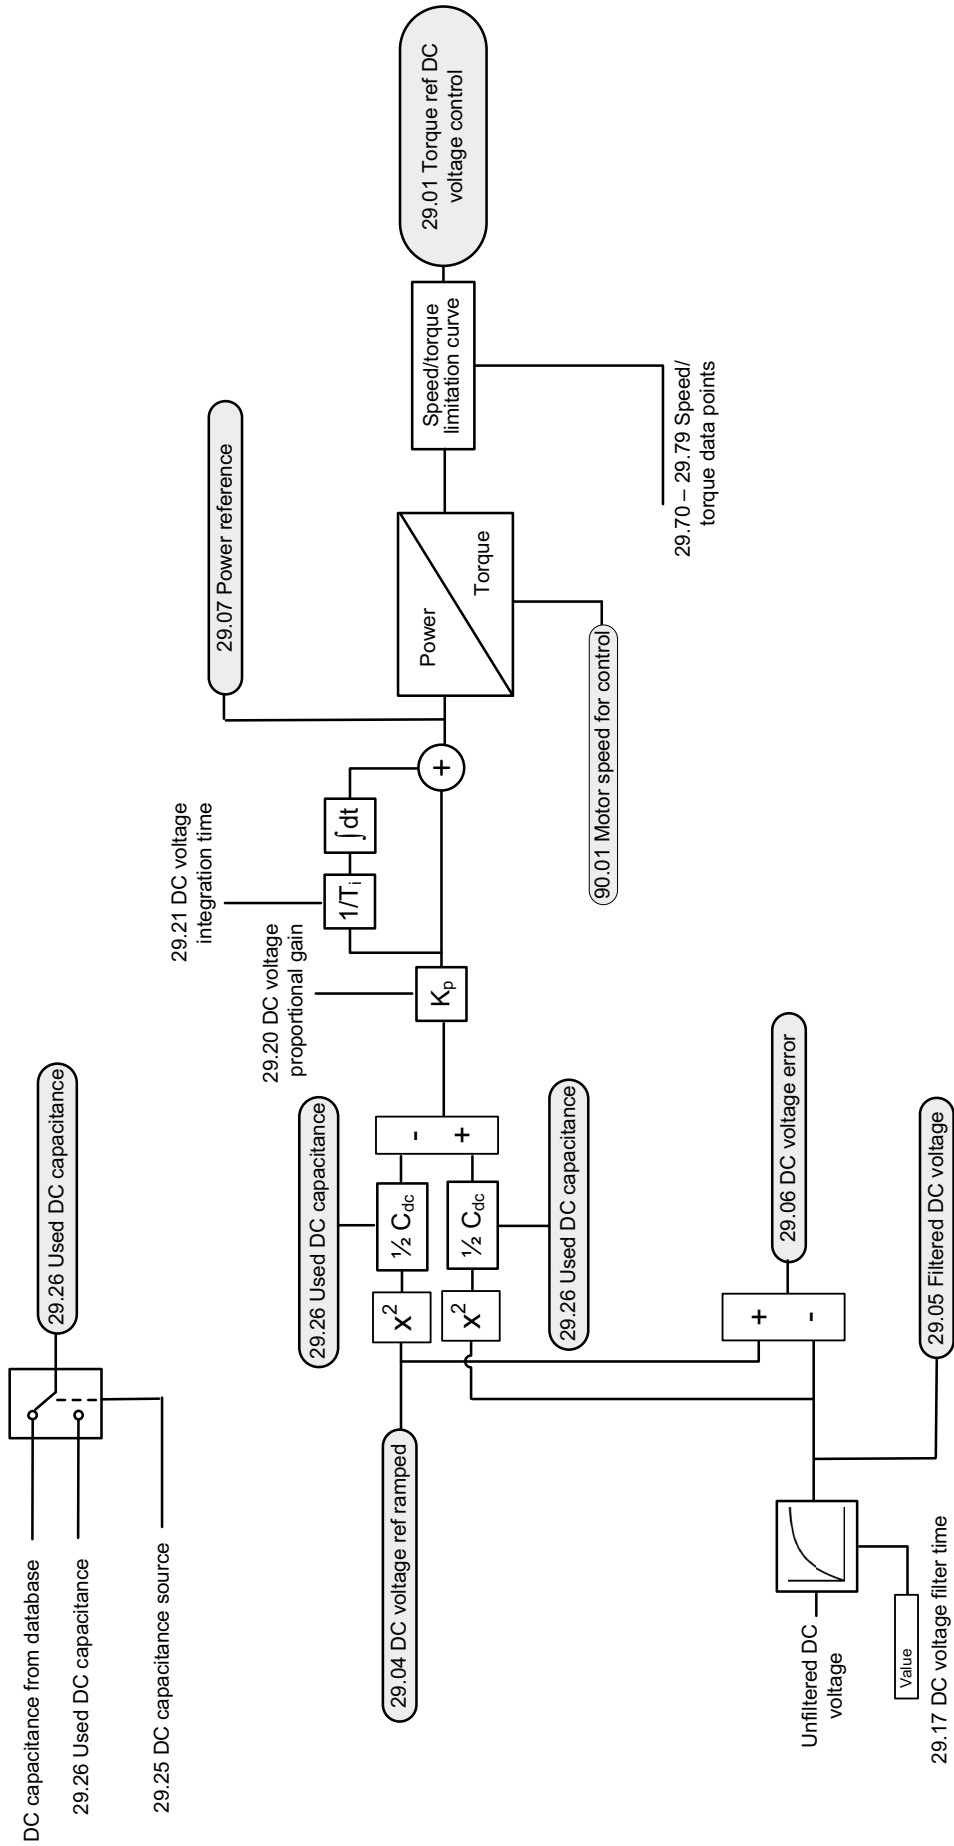 DC capacitance from database
29.26 Used DC capacitance
29.25 DC capacitance source
29.26 Used DC capacitance
29.21 DC voltage
integration time
29.20 DC voltage
proportional gain
29.07 Power reference
29.26 Used DC capacitance
1/Ti
∫dt
29.04 DC voltage ref ramped
x²
½ Cdc
-
+
x²
½ Cdc
Kp
+
Power
Torque
Speed/torque
limitation curve
29.01 Torque ref DC
voltage control
29.26 Used DC capacitance
90.01 Motor speed for control
29.70 – 29.79 Speed/
torque data points
+
-
29.06 DC voltage error
Unfiltered DC
voltage
Value
29.17 DC voltage filter time
29.05 Filtered DC voltage